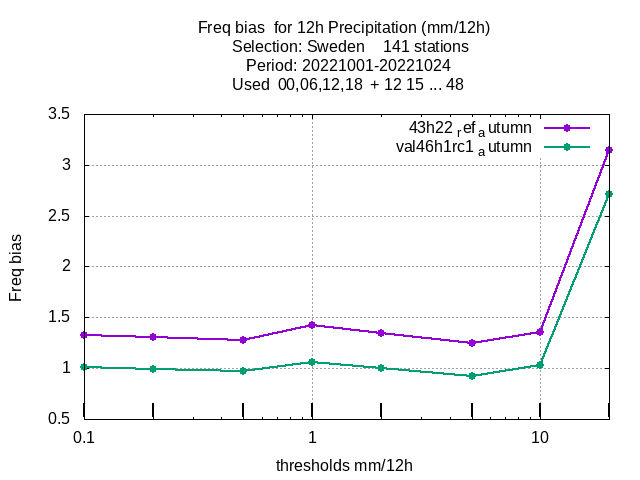 Freq bias  for 12h Precipitation (mm/12h)
Selection: Sweden    141 stations
Period: 20221001-20221024
Used  00,06,12,18  + 12 15 ... 48
43h22 refautumn
val46h1rc1 autumn
3.5
3
2.5
2
1.5
1
0.5
Freq bias
0.1
1
10
thresholds mm/12h